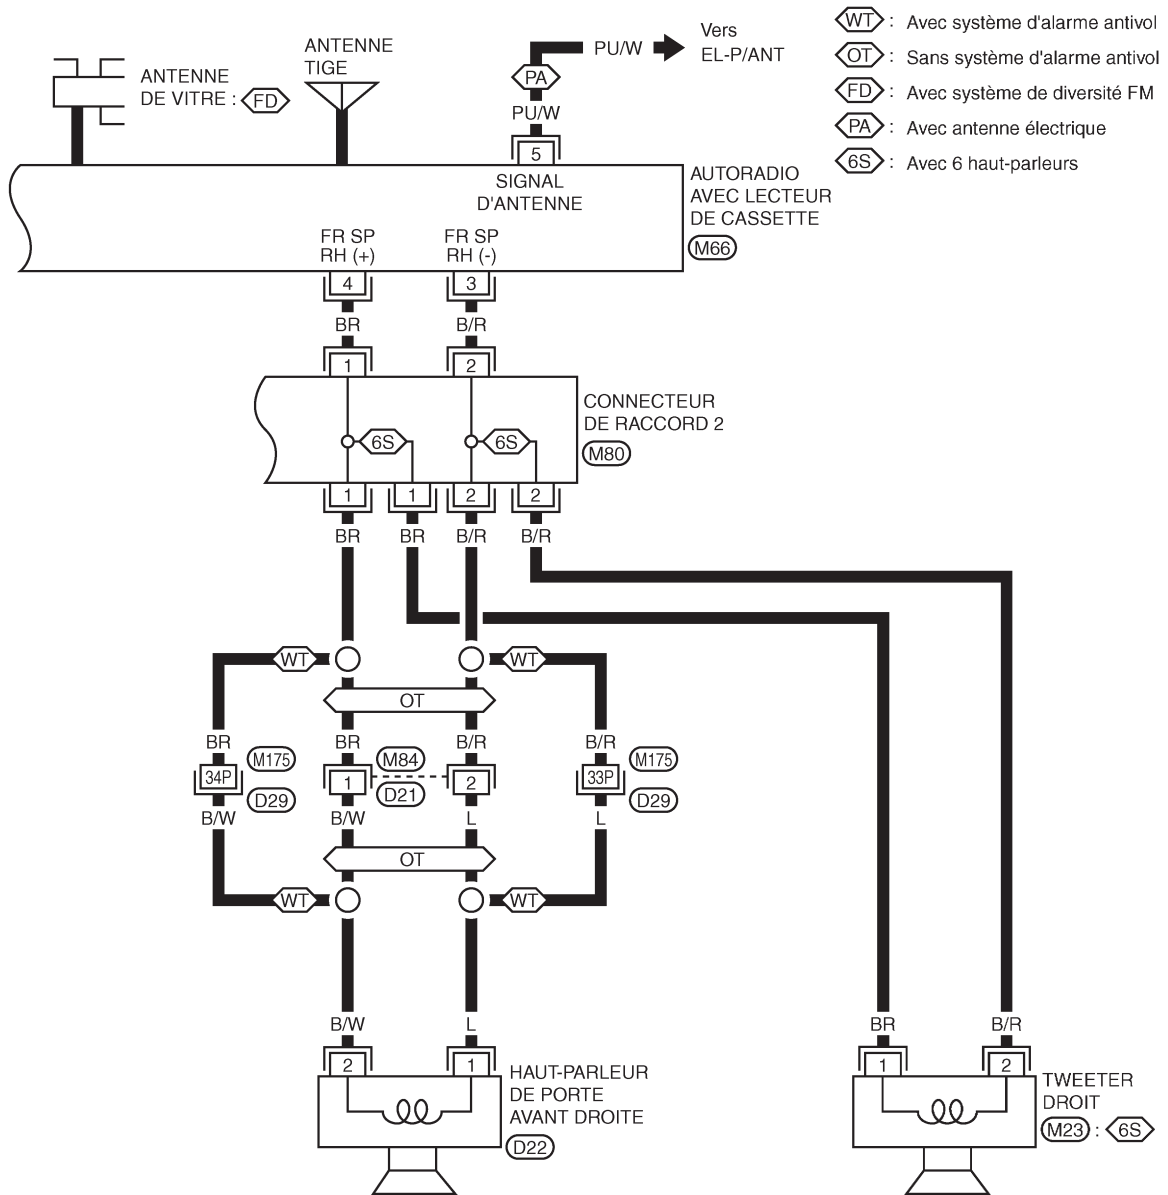 WT : Avec système d'alarme antivol
OT : Sans système d'alarme antivol
FD : Avec système de diversité FM
PA : Avec antenne électrique
6S : Avec 6 haut-parleurs
ANTENNE
DE VITRE : FD
ANTENNE
TIGE
PU/W
Vers
EL-P/ANT
PA
PU/W
5
SIGNAL
D'ANTENNE
AUTORADIO
AVEC LECTEUR
DE CASSETTE
M66
FR SP
RH (+)
FR SP
RH (-)
4 3
BR B/R
1 2
6S 6S
CONNECTEUR
DE RACCORD 2
M80
1 1 2 2
BR BR B/R B/R
WT WT
OT
BR BR B/R B/R
M175 M84 M175
34P 1 2 33P
D29 D21 D29
B/W B/W L L
OT
WT WT
B/W L BR B/R
2 1 1 2
HAUT-PARLEUR
DE PORTE
AVANT DROITE
D22
TWEETER
DROIT
M23 : 6S